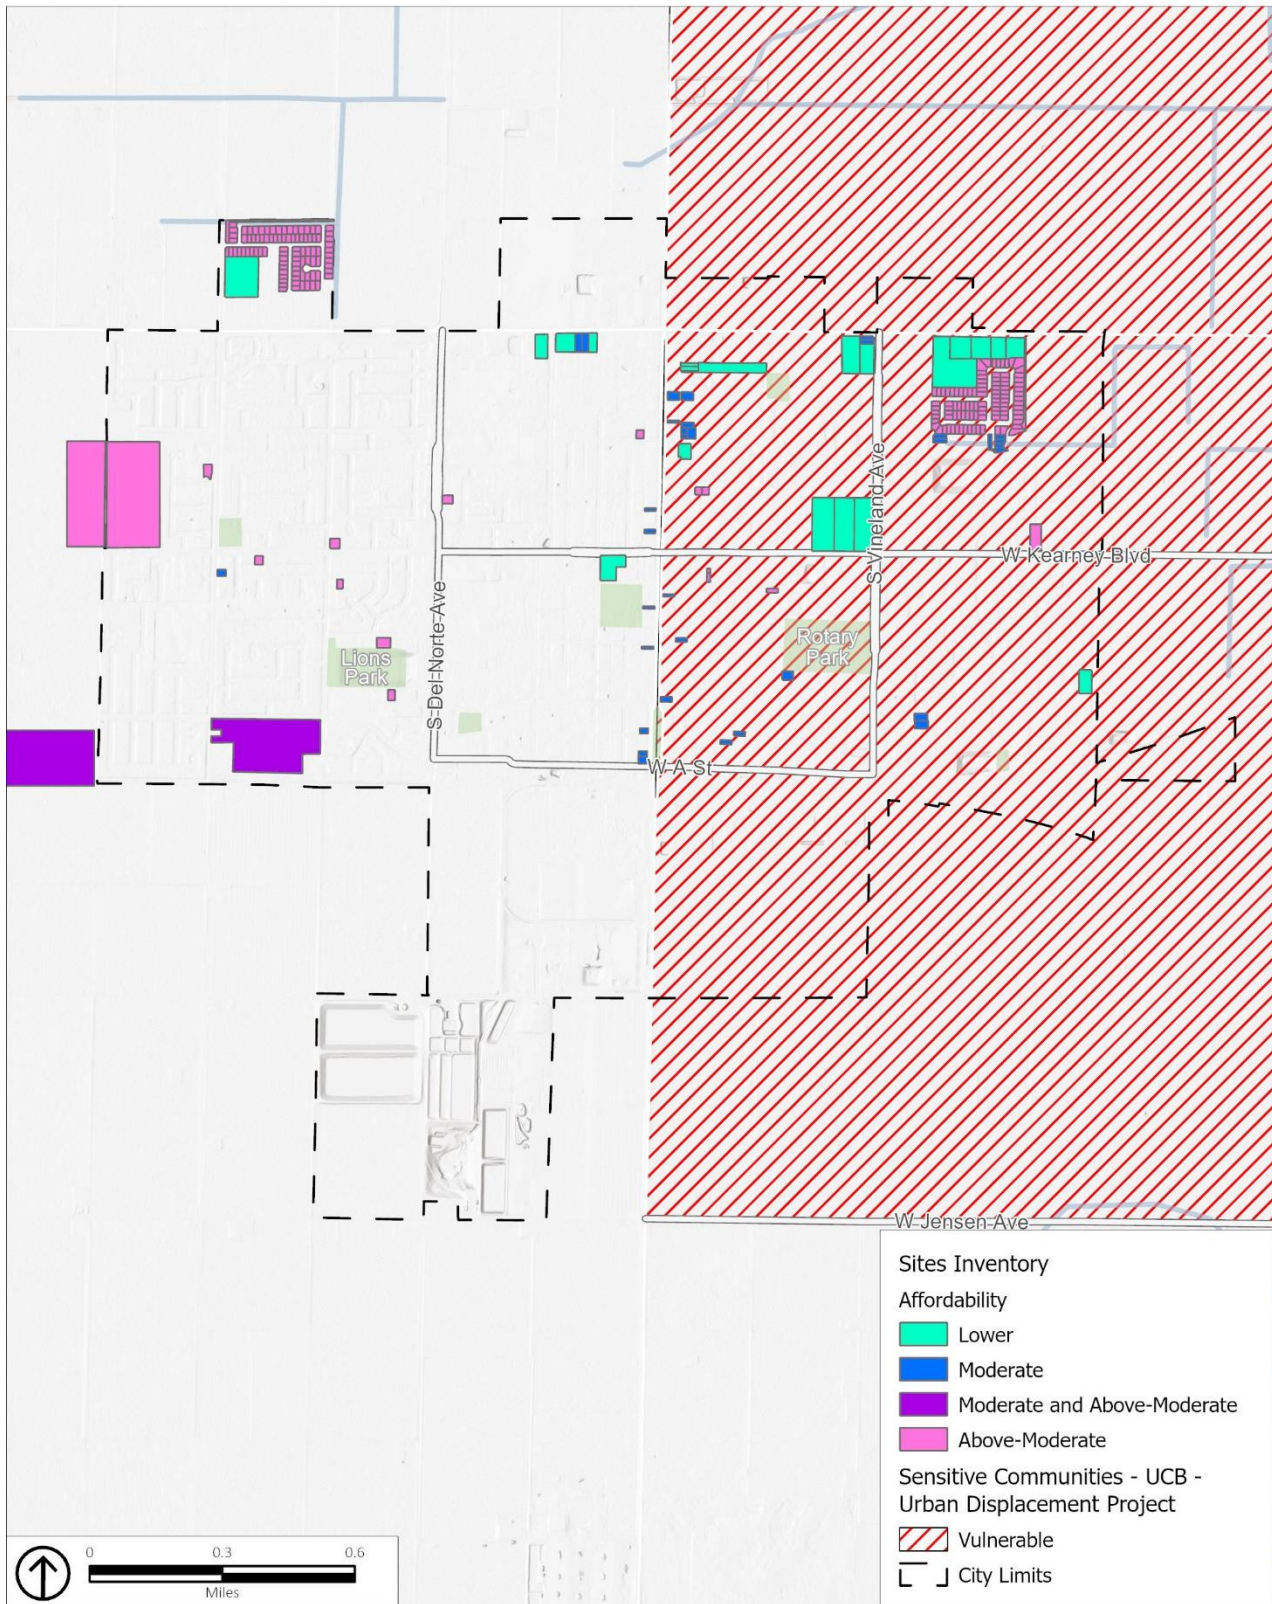 S Vineland Ave
W Kearney Blvd
S Del Norte Ave
Rotary
Park
Lions
Park
W A St
W Jensen Ave
Sites Inventory
Affordability
Lower
Moderate
Moderate and Above-Moderate
Above-Moderate
Sensitive Communities - UCB -
Urban Displacement Project
Vulnerable
City Limits
0 0.3 0.6
Miles